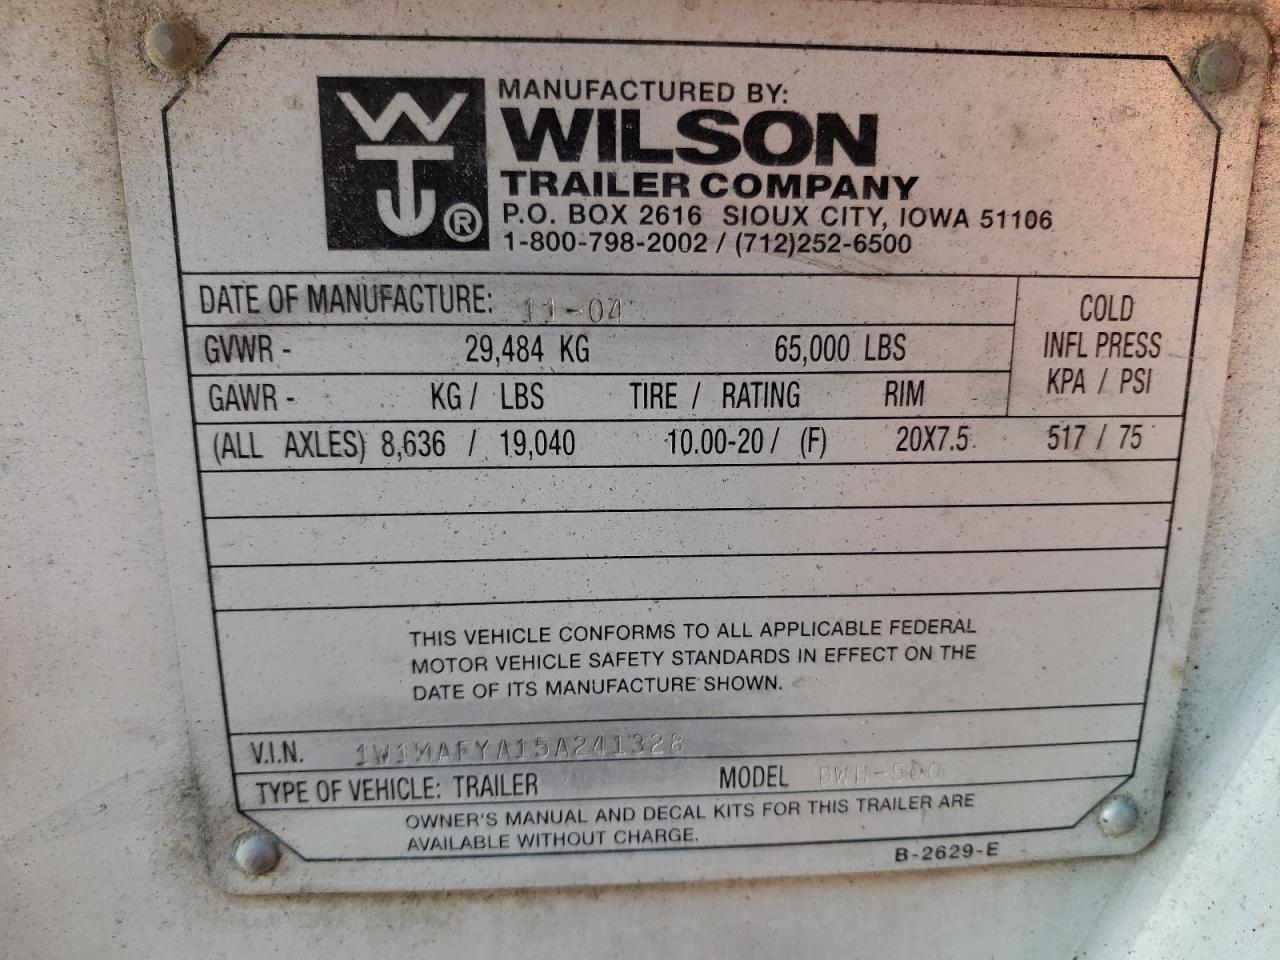 MANUFACTURED BY:
WILSON
TRAILER COMPANY
P.O. BOX 2616 SIOUX CITY, IOWA 51106
1-800-798-2002 / (712)252-6500
WTJ ®
DATE OF MANUFACTURE: 11-04
COLD
INFL PRESS
KPA / PSI
GVWR - 29,484 KG 65,000 LBS
GAWR - KG / LBS TIRE / RATING RIM
(ALL AXLES) 8,636 / 19,040 10.00-20 / (F) 20X7.5 517 / 75
THIS VEHICLE CONFORMS TO ALL APPLICABLE FEDERAL
MOTOR VEHICLE SAFETY STANDARDS IN EFFECT ON THE
DATE OF ITS MANUFACTURE SHOWN.
V.I.N. 1W1MAFYA15A241328
TYPE OF VEHICLE: TRAILER MODEL DWH-500
OWNER'S MANUAL AND DECAL KITS FOR THIS TRAILER ARE
AVAILABLE WITHOUT CHARGE.
B-2629-E